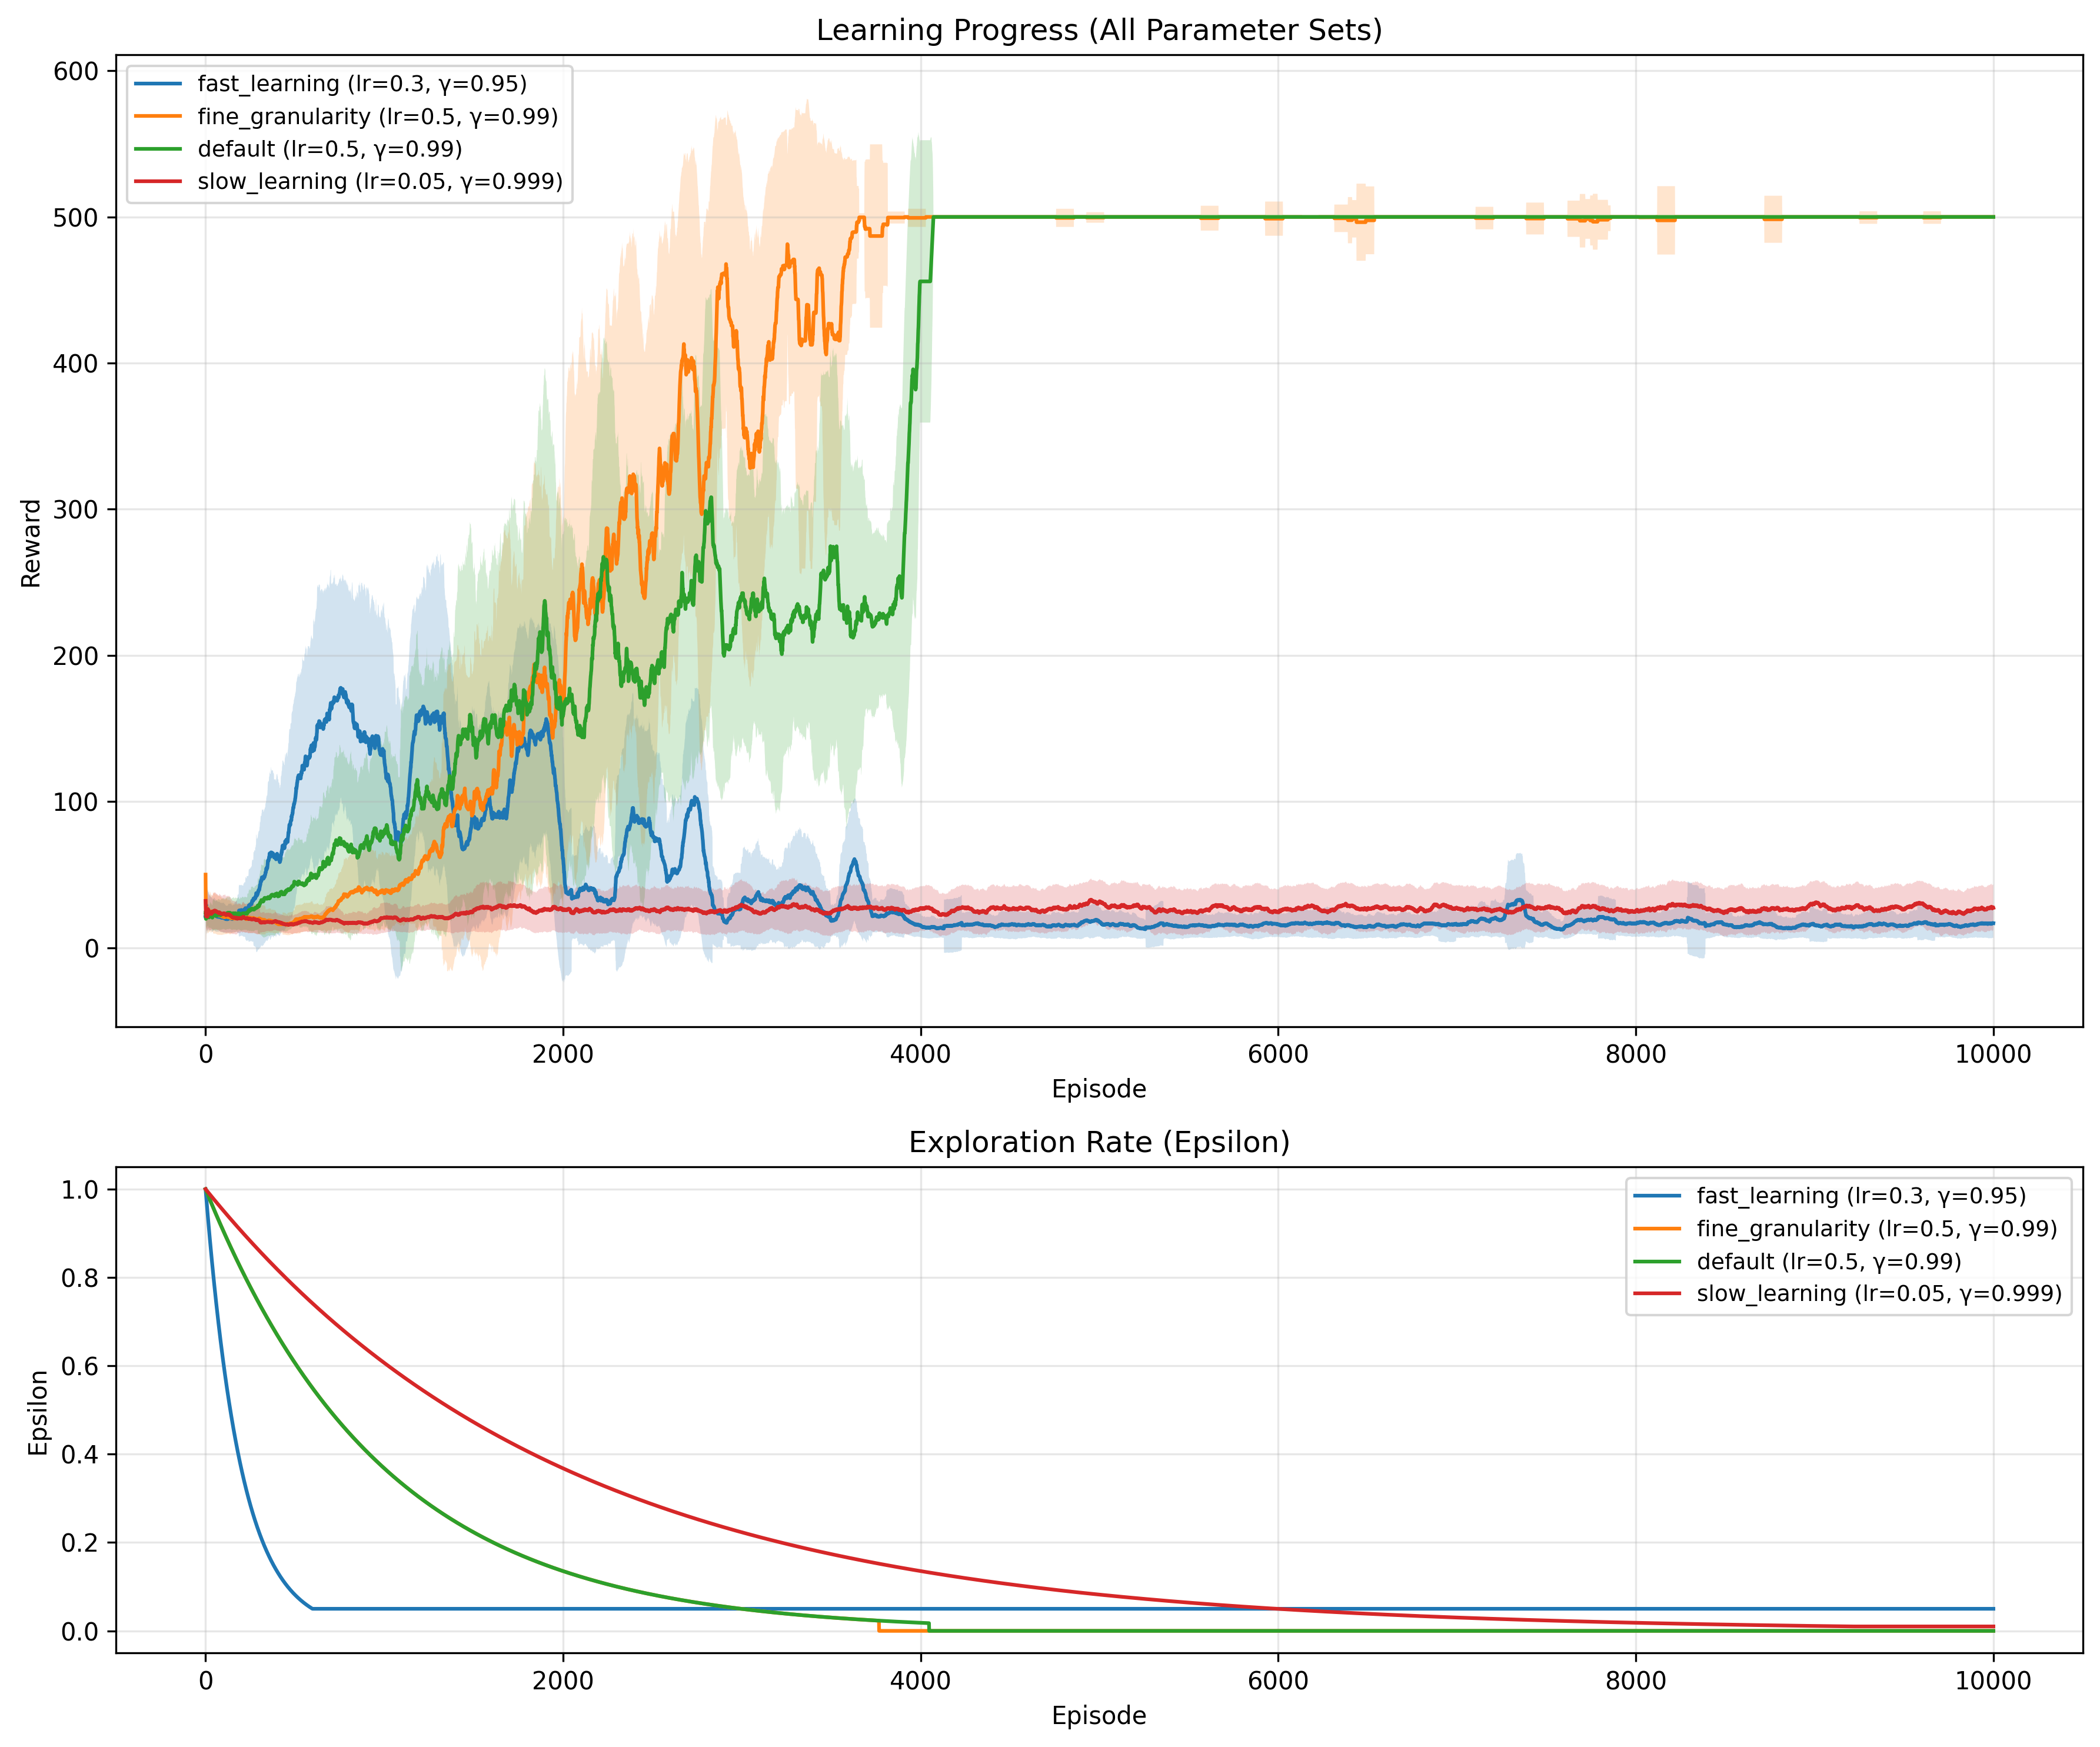 Learning Progress (All Parameter Sets)
600
500
400
300
200
100
0
Reward
fast_learning (lr=0.3, γ=0.95)
fine_granularity (lr=0.5, γ=0.99)
default (lr=0.5, γ=0.99)
slow_learning (lr=0.05, γ=0.999)
0 2000 4000 6000 8000 10000
Episode
Exploration Rate (Epsilon)
1.0
0.8
0.6
0.4
0.2
0.0
Epsilon
fast_learning (lr=0.3, γ=0.95)
fine_granularity (lr=0.5, γ=0.99)
default (lr=0.5, γ=0.99)
slow_learning (lr=0.05, γ=0.999)
0 2000 4000 6000 8000 10000
Episode